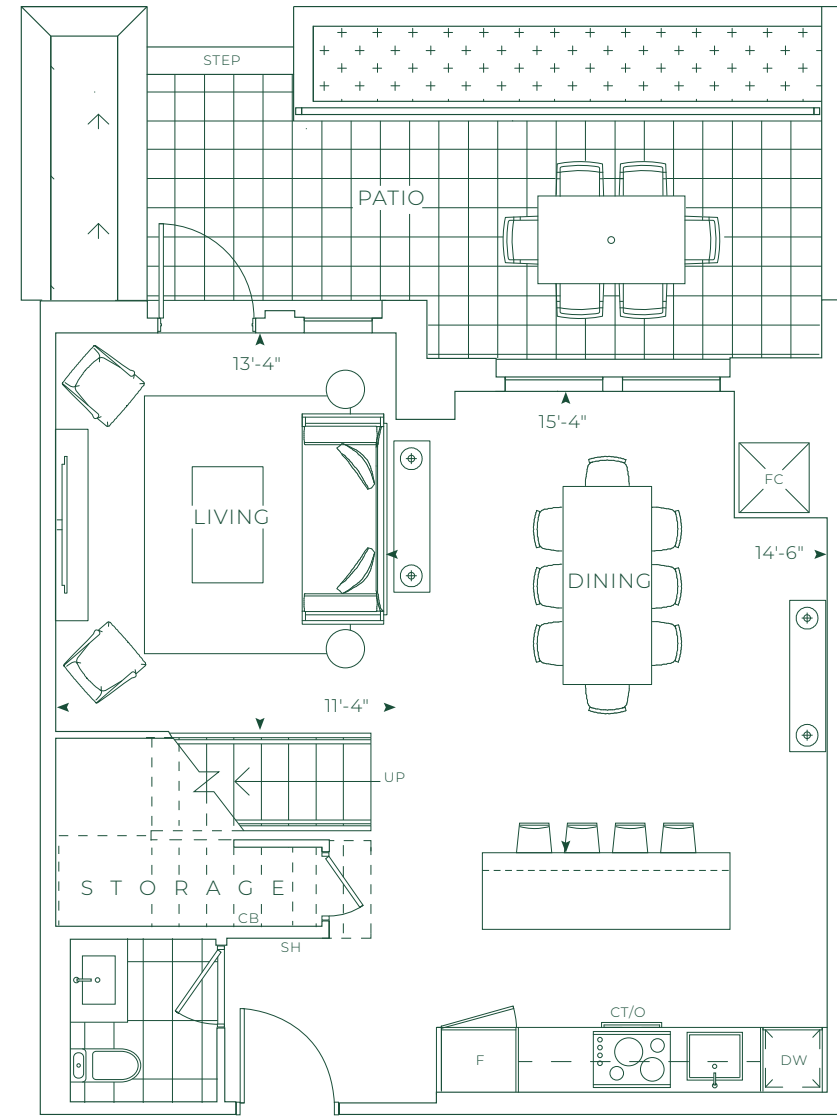 STEP
PATIO
13'-4"
15'-4"
FC
LIVING
14'-6"
DINING
11'-4"
UP
STORAGE
CB
SH
CT/O
F
DW